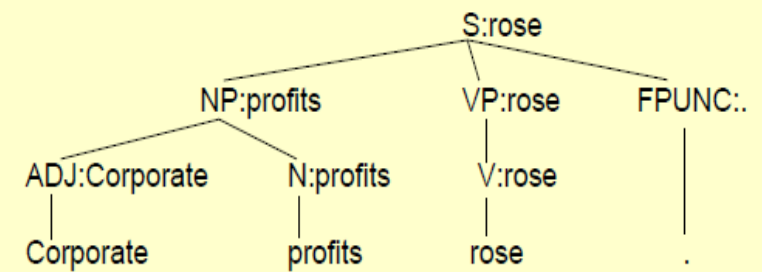 S:rose
NP:profits VP:rose FPUNC:.
ADJ:Corporate N:profits V:rose
Corporate profits rose .